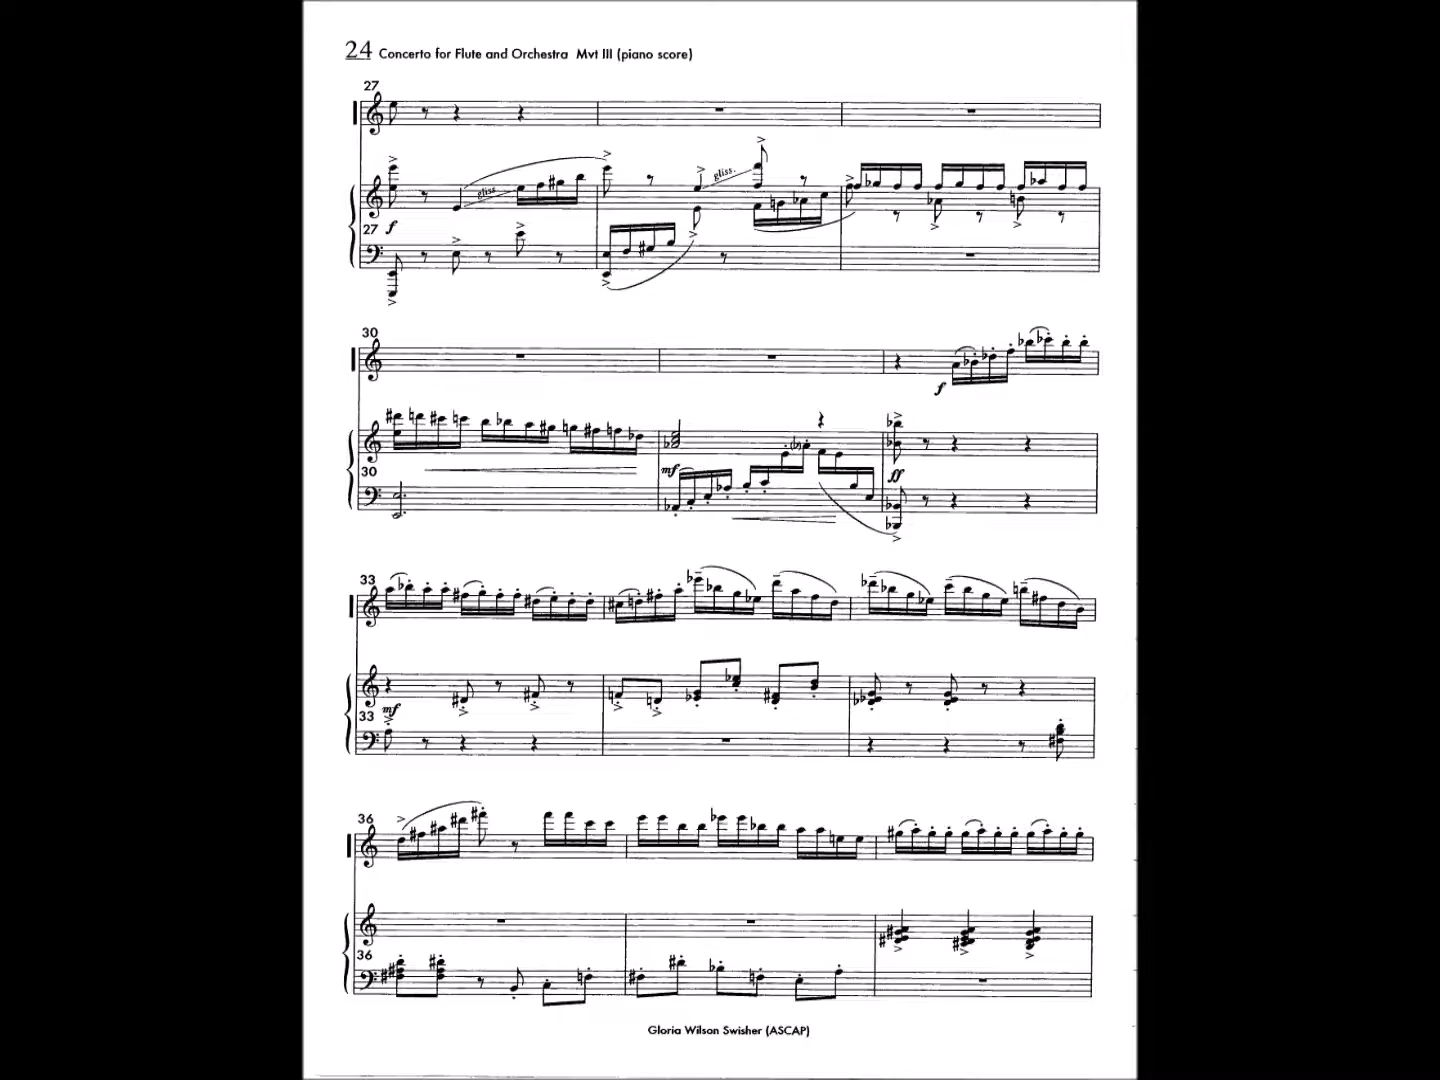 24 Concerto for Flute and Orchestra Mvt III (piano score)
27
gliss.
gliss.
f
27
30
f
30
mf
ff
33
mf
33
36
36
Gloria Wilson Swisher (ASCAP)